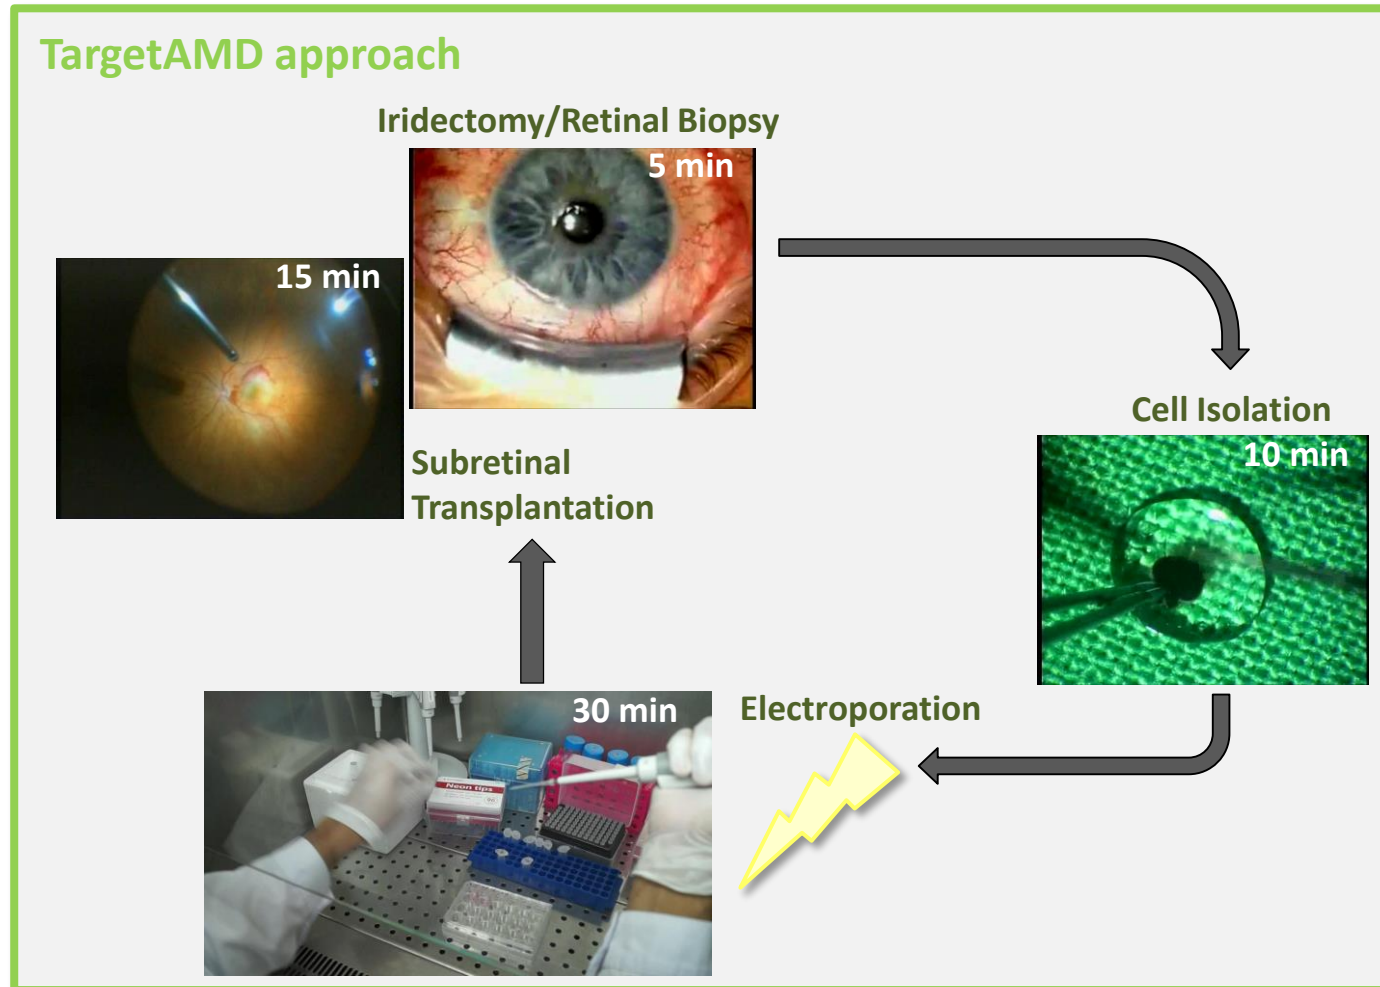 TargetAMD approach
Iridectomy/Retinal Biopsy
5 min
15 min
Cell Isolation
10 min
Subretinal
Transplantation
30 min
Electroporation
Neon tips